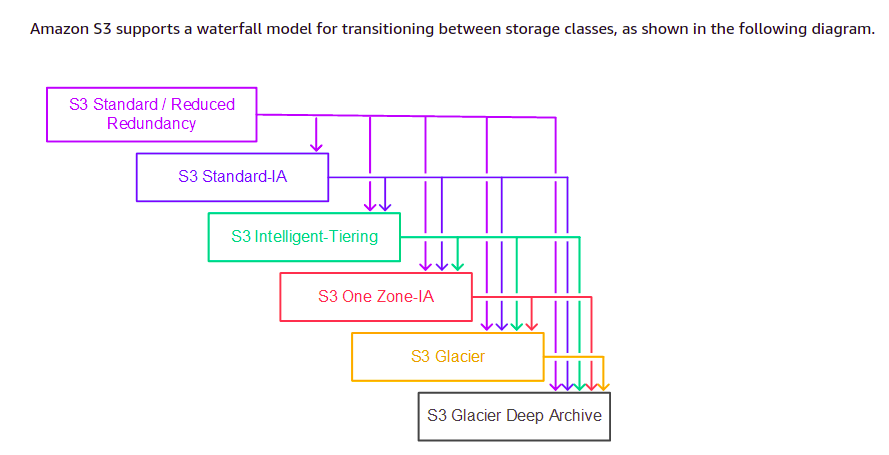 Amazon S3 supports a waterfall model for transitioning between storage classes, as shown in the following diagram.
S3 Standard / Reduced
Redundancy
S3 Standard-IA
S3 Intelligent-Tiering
S3 One Zone-IA
S3 Glacier
S3 Glacier Deep Archive